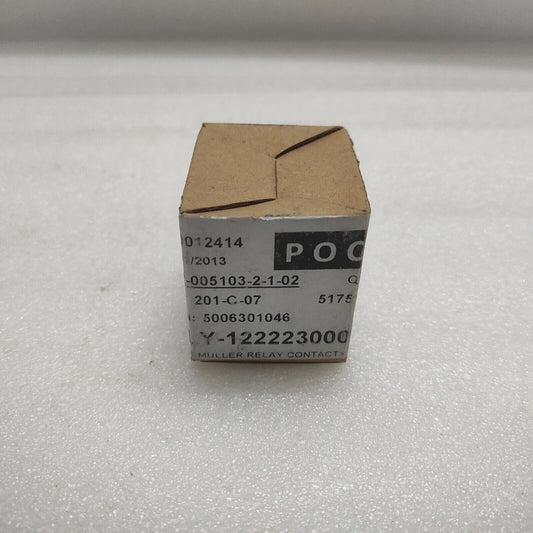 012414
/2013
POC
-005103-2-1-02
Q
201-C-07
5175
: 5006301046
Y-122223000
MULLER RELAY CONTACT